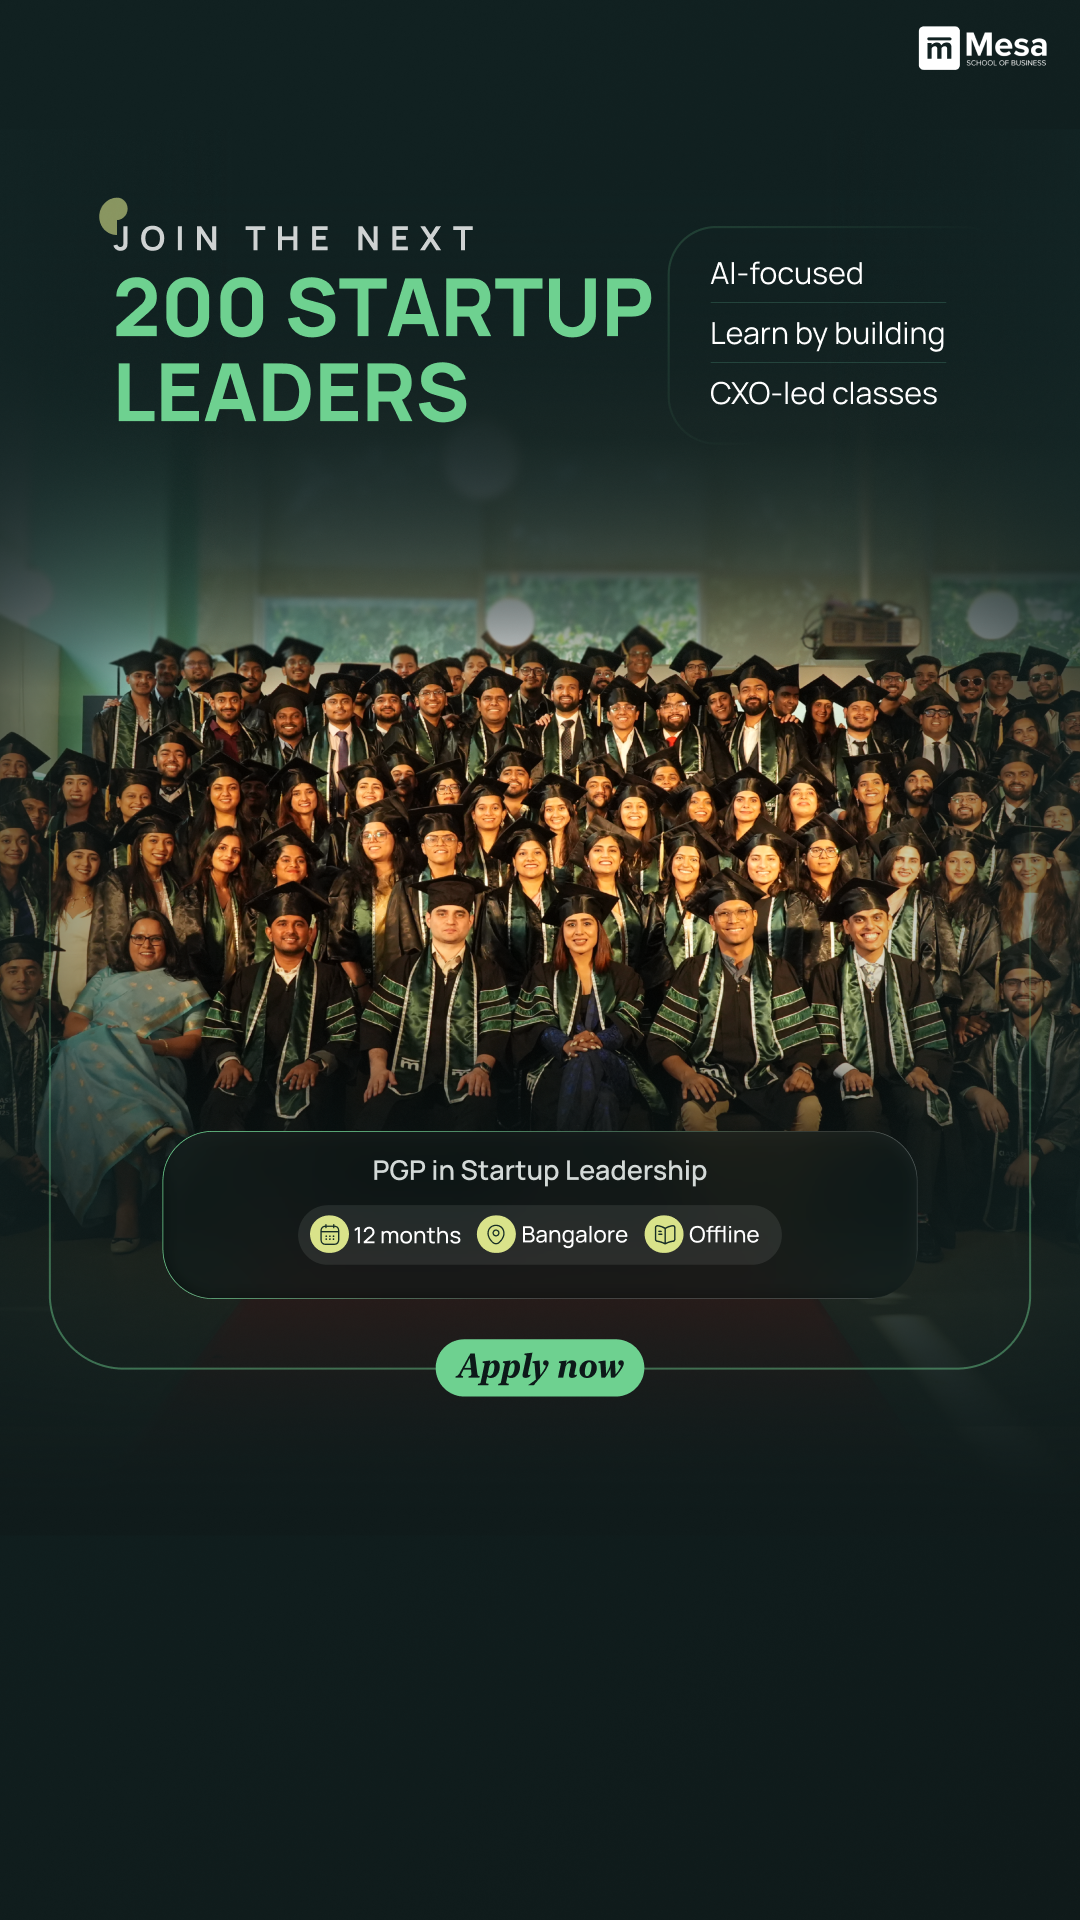 Mesa
SCHOOL OF BUSINESS
JOIN THE NEXT
200 STARTUP
LEADERS
AI-focused
Learn by building
CXO-led classes
PGP in Startup Leadership
12 months
Bangalore
Offline
Apply now